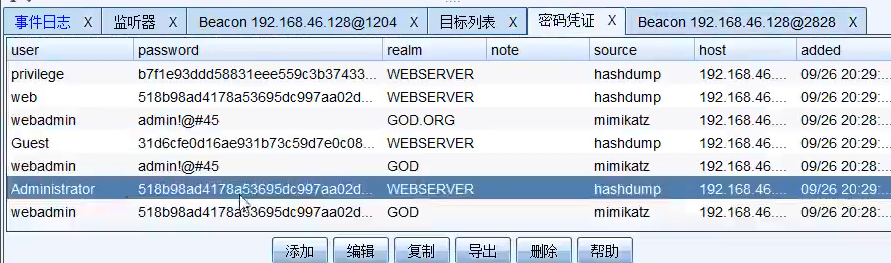 事件日志 X 监听器 X Beacon 192.168.46.128@1204 X 目标列表 X 密码凭证 X Beacon 192.168.46.128@2828 X
user password realm note source host added
privilege b7f1e93ddd58831eee559c3b37433... WEBSERVER hashdump 192.168.46.... 09/26 20:29:...
web 518b98ad4178a53695dc997aa02d... WEBSERVER hashdump 192.168.46.... 09/26 20:29:...
webadmin admin!@#45 GOD.ORG mimikatz 192.168.46.... 09/26 20:28:...
Guest 31d6cfe0d16ae931b73c59d7e0c08... WEBSERVER hashdump 192.168.46.... 09/26 20:29:...
webadmin admin!@#45 GOD mimikatz 192.168.46.... 09/26 20:28:...
Administrator 518b98ad4178a53695dc997aa02d... WEBSERVER hashdump 192.168.46.... 09/26 20:29:...
webadmin 518b98ad4178a53695dc997aa02d... GOD mimikatz 192.168.46.... 09/26 20:28:...
添加 编辑 复制 导出 删除 帮助